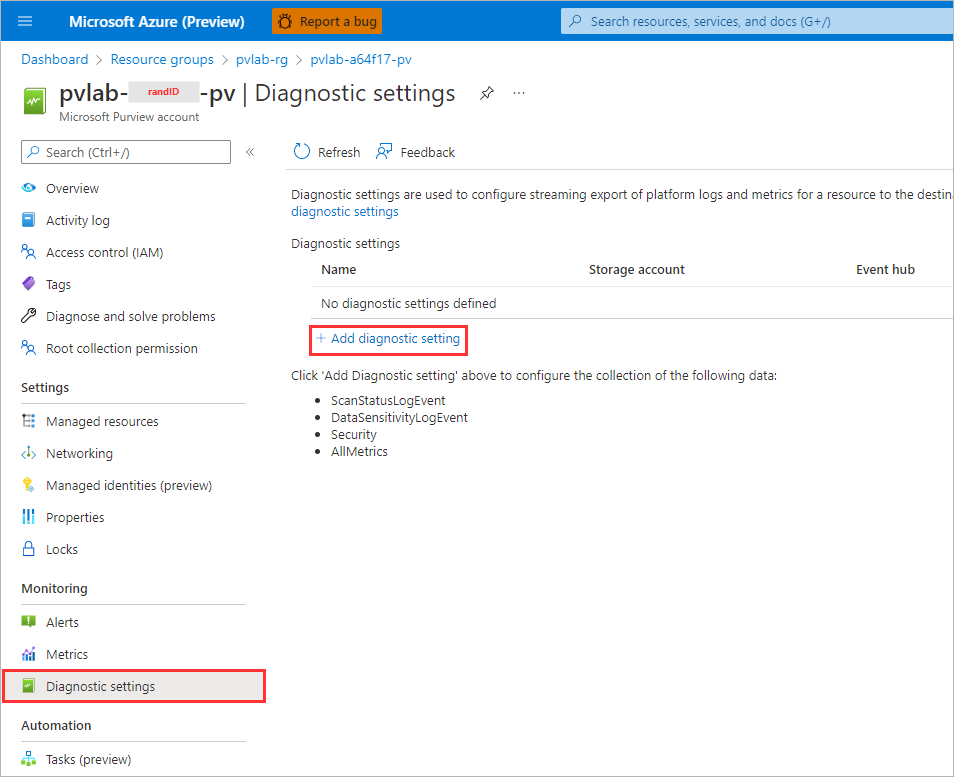 Microsoft Azure (Preview) Report a bug Search resources, services, and docs (G+/)
Dashboard > Resource groups > pvlab-rg > pvlab-a64f17-pv
pvlab- randID -pv | Diagnostic settings ...
Microsoft Purview account
Search (Ctrl+/) «
Overview
Activity log
Access control (IAM)
Tags
Diagnose and solve problems
Root collection permission
Settings
Managed resources
Networking
Managed identities (preview)
Properties
Locks
Monitoring
Alerts
Metrics
Diagnostic settings
Automation
Tasks (preview)
Refresh Feedback
Diagnostic settings are used to configure streaming export of platform logs and metrics for a resource to the destina
diagnostic settings
Diagnostic settings
Name Storage account Event hub
No diagnostic settings defined
+ Add diagnostic setting
Click 'Add Diagnostic setting' above to configure the collection of the following data:
• ScanStatusLogEvent
• DataSensitivityLogEvent
• Security
• AllMetrics